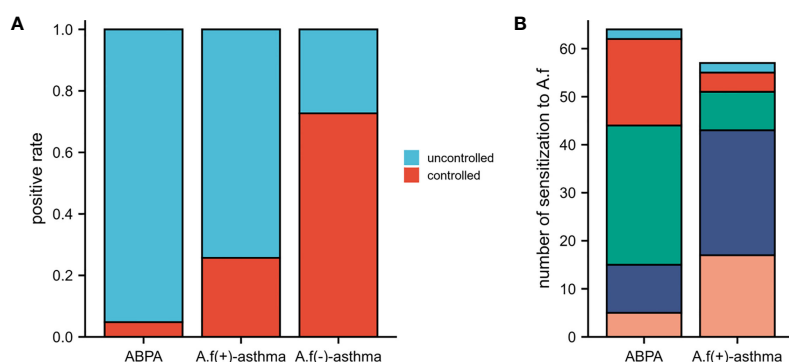 A
positive rate
1.0
0.8
0.6
0.4
0.2
0.0
ABPA
A.f(+)-asthma
A.f(-)-asthma
uncontrolled
controlled
B
number of sensitization to A.f
60
50
40
30
20
10
0
ABPA
A.f(+)-asthma